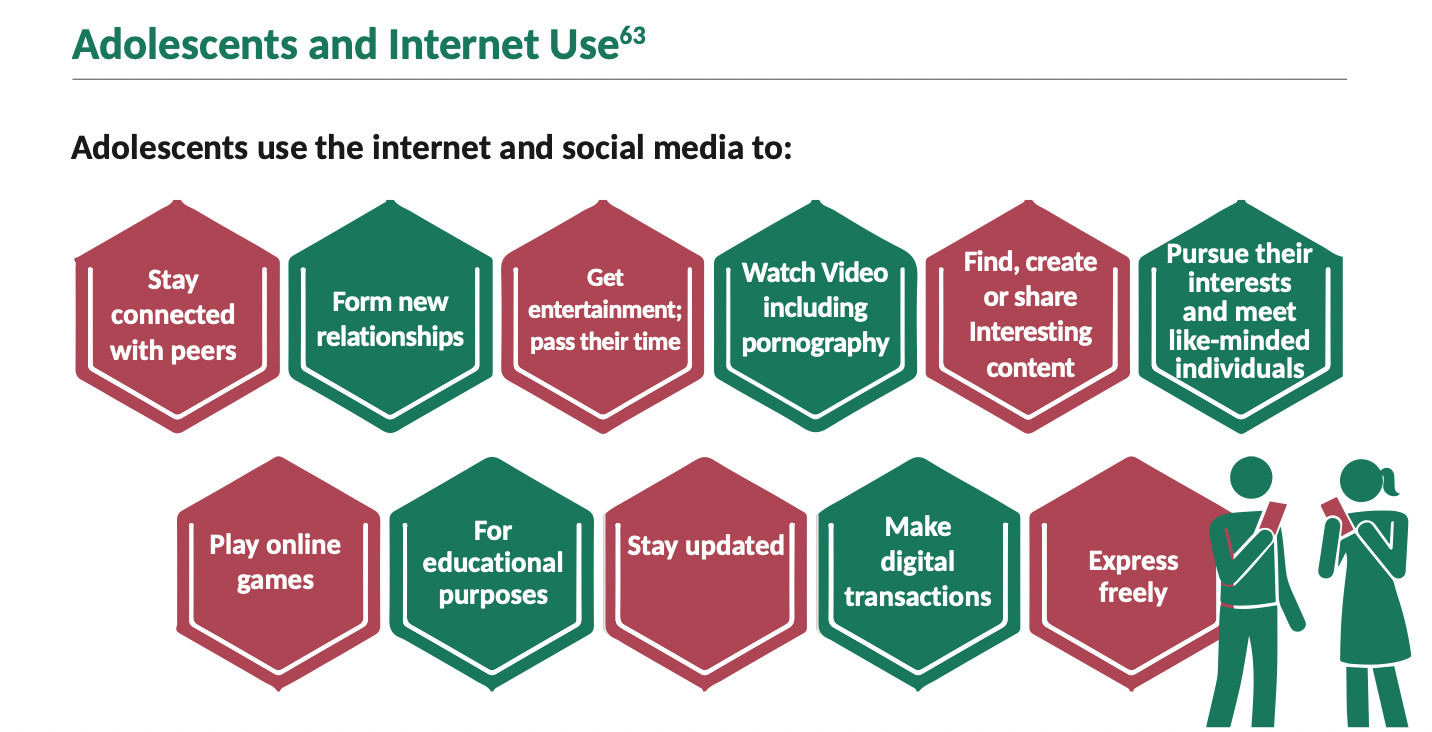 Adolescents and Internet Use63
Adolescents use the internet and social media to:
Stay
connected
with peers
Form new
relationships
Get
entertainment;
pass their time
Watch Video
including
pornography
Find, create
or share
Interesting
content
Pursue their
interests
and meet
like-minded
individuals
Play online
games
For
educational
purposes
Stay updated
Make
digital
transactions
Express
freely